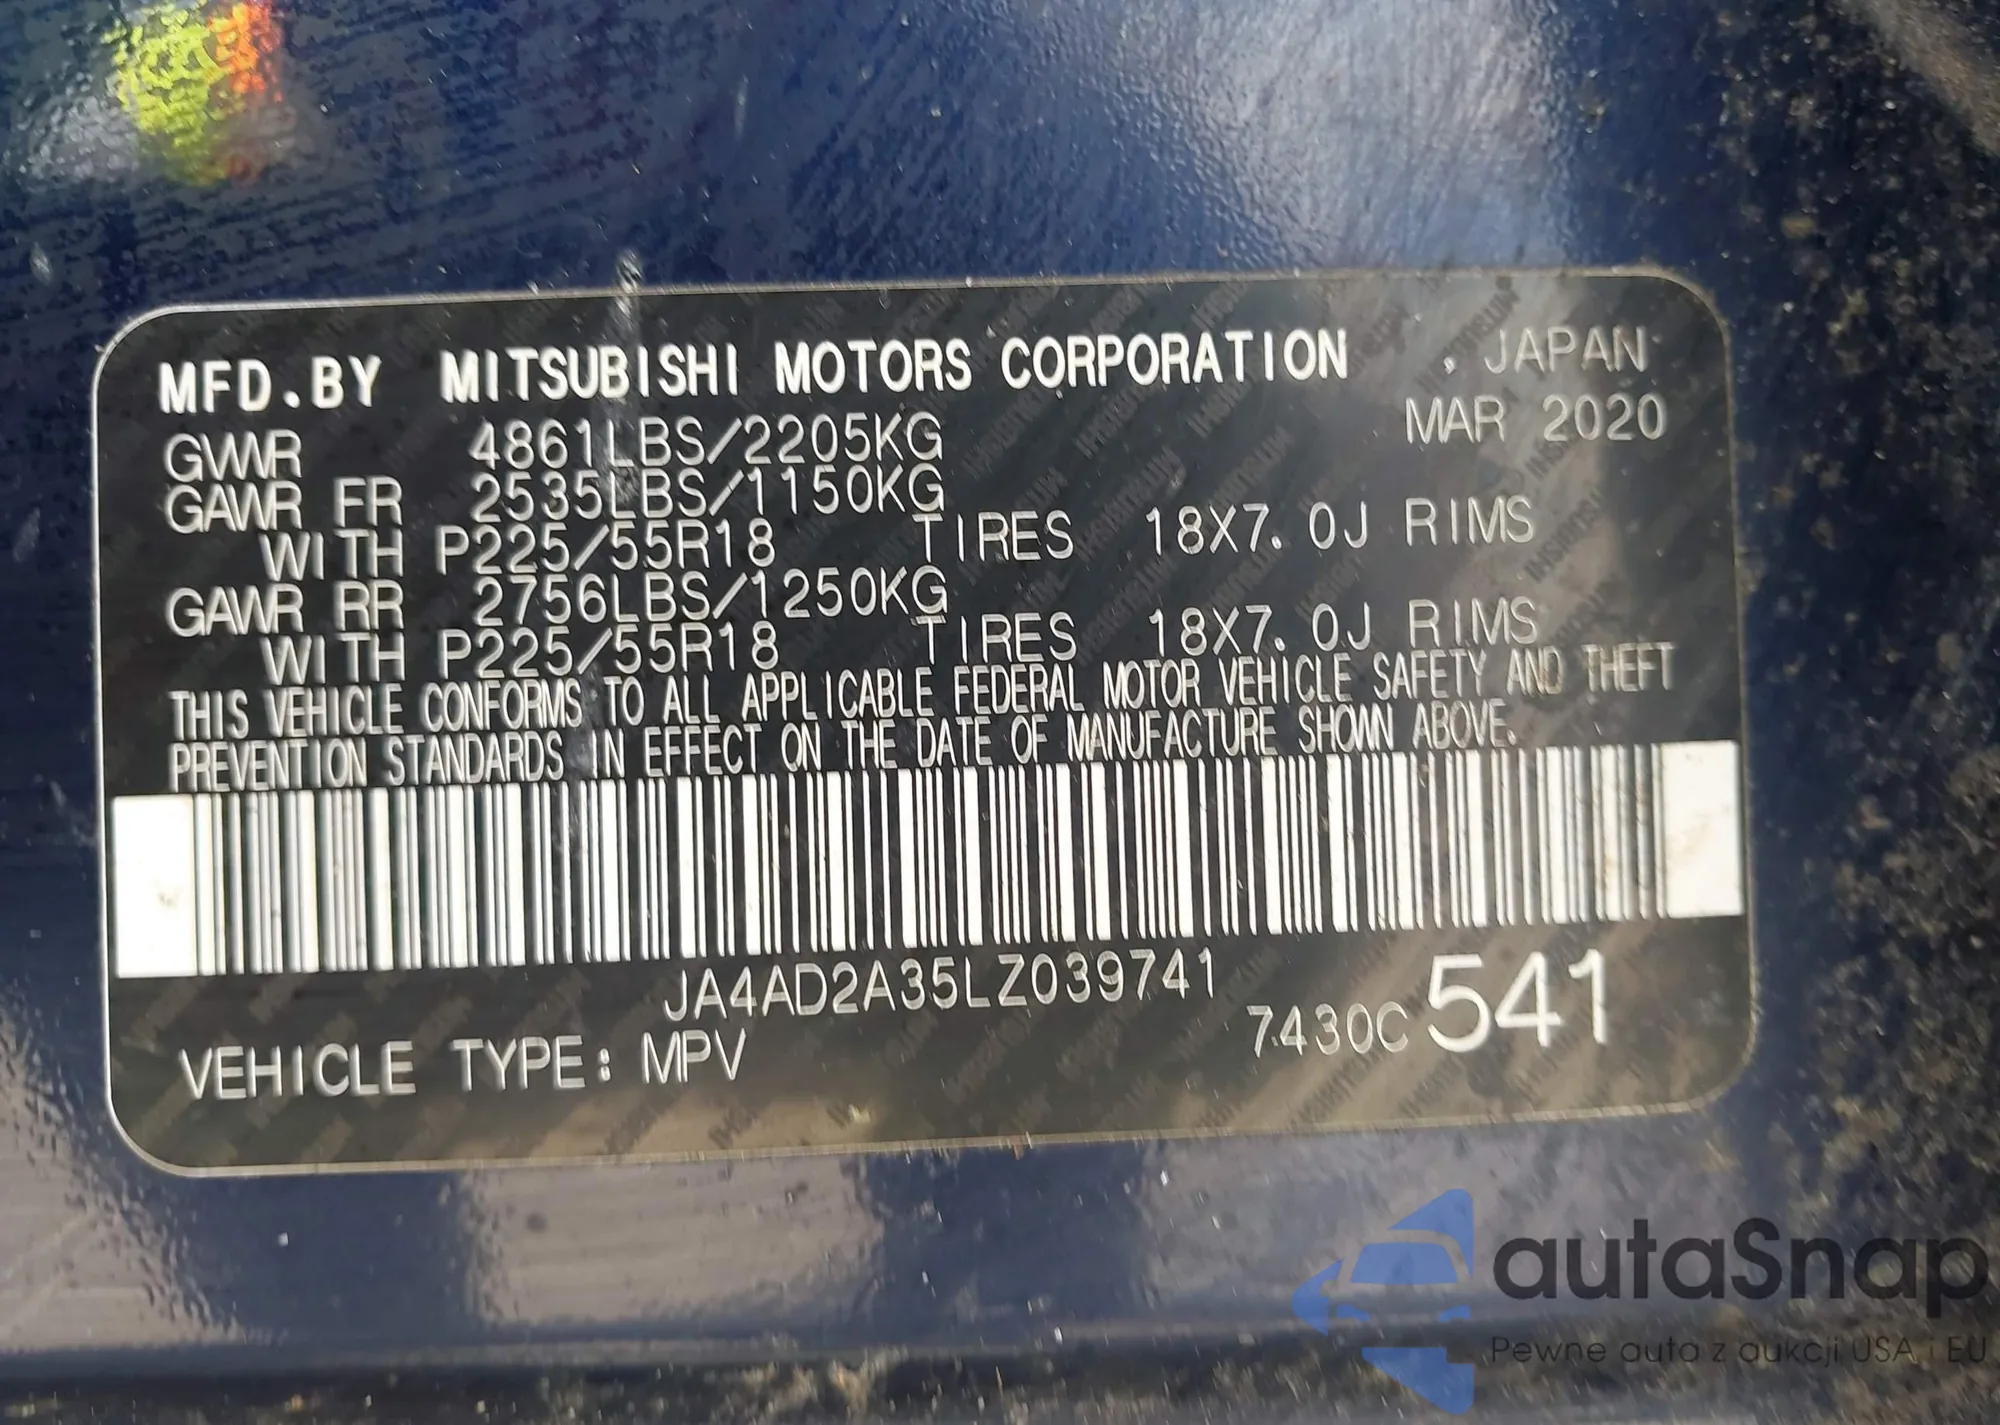 MFD.BY MITSUBISHI MOTORS CORPORATION , JAPAN
GVWR 4861LBS/2205KG MAR 2020
GAWR FR 2535LBS/1150KG
WITH P225/55R18 TIRES 18X7.0J RIMS
GAWR RR 2756LBS/1250KG
WITH P225/55R18 TIRES 18X7.0J RIMS
THIS VEHICLE CONFORMS TO ALL APPLICABLE FEDERAL MOTOR VEHICLE SAFETY AND THEFT
PREVENTION STANDARDS IN EFFECT ON THE DATE OF MANUFACTURE SHOWN ABOVE.
JA4AD2A35LZ039741
7430C 541
VEHICLE TYPE: MPV
autaSnap
Pewne auta z aukcji USA i EU